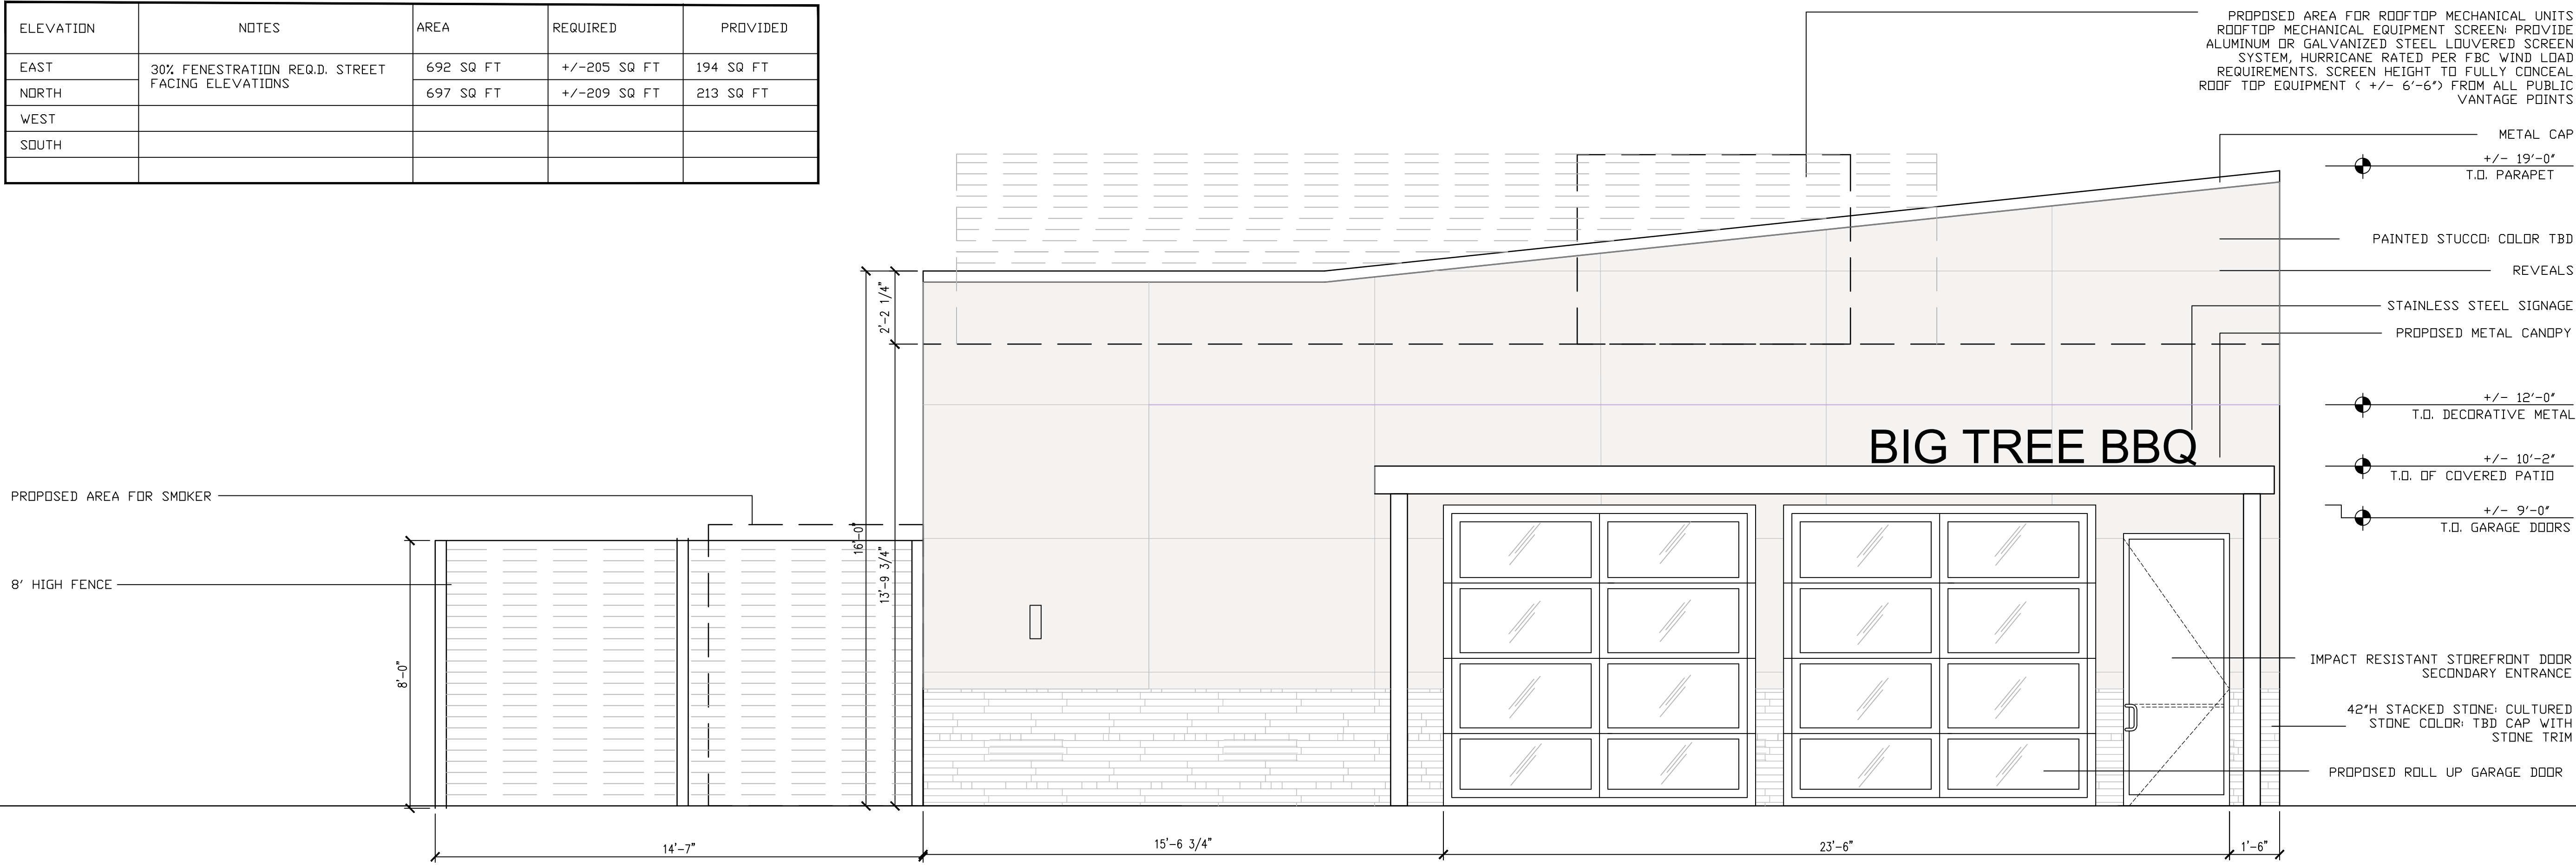 ELEVATION NOTES AREA REQUIRED PROVIDED
EAST 30% FENESTRATION REQ.D. STREET 692 SQ FT +/-205 SQ FT 194 SQ FT
FACING ELEVATIONS
NORTH 697 SQ FT +/-209 SQ FT 213 SQ FT
WEST
SOUTH
PROPOSED AREA FOR ROOFTOP MECHANICAL UNITS
ROOFTOP MECHANICAL EQUIPMENT SCREEN: PROVIDE
ALUMINUM OR GALVANIZED STEEL LOUVERED SCREEN
SYSTEM, HURRICANE RATED PER FBC WIND LOAD
REQUIREMENTS. SCREEN HEIGHT TO FULLY CONCEAL
ROOF TOP EQUIPMENT ( +/- 6'-6") FROM ALL PUBLIC
VANTAGE POINTS
METAL CAP
+/- 19'-0"
T.O. PARAPET
PAINTED STUCCO: COLOR TBD
REVEALS
STAINLESS STEEL SIGNAGE
PROPOSED METAL CANOPY
+/- 12'-0"
T.O. DECORATIVE METAL
BIG TREE BBQ
+/- 10'-2"
T.O. OF COVERED PATIO
+/- 9'-0"
T.O. GARAGE DOORS
2'-2 1/4"
16'-0"
13'-9 3/4"
PROPOSED AREA FOR SMOKER
8' HIGH FENCE
8'-0"
IMPACT RESISTANT STOREFRONT DOOR
SECONDARY ENTRANCE
42"H STACKED STONE: CULTURED
STONE COLOR: TBD CAP WITH
STONE TRIM
PROPOSED ROLL UP GARAGE DOOR
14'-7"
15'-6 3/4"
23'-6"
1'-6"